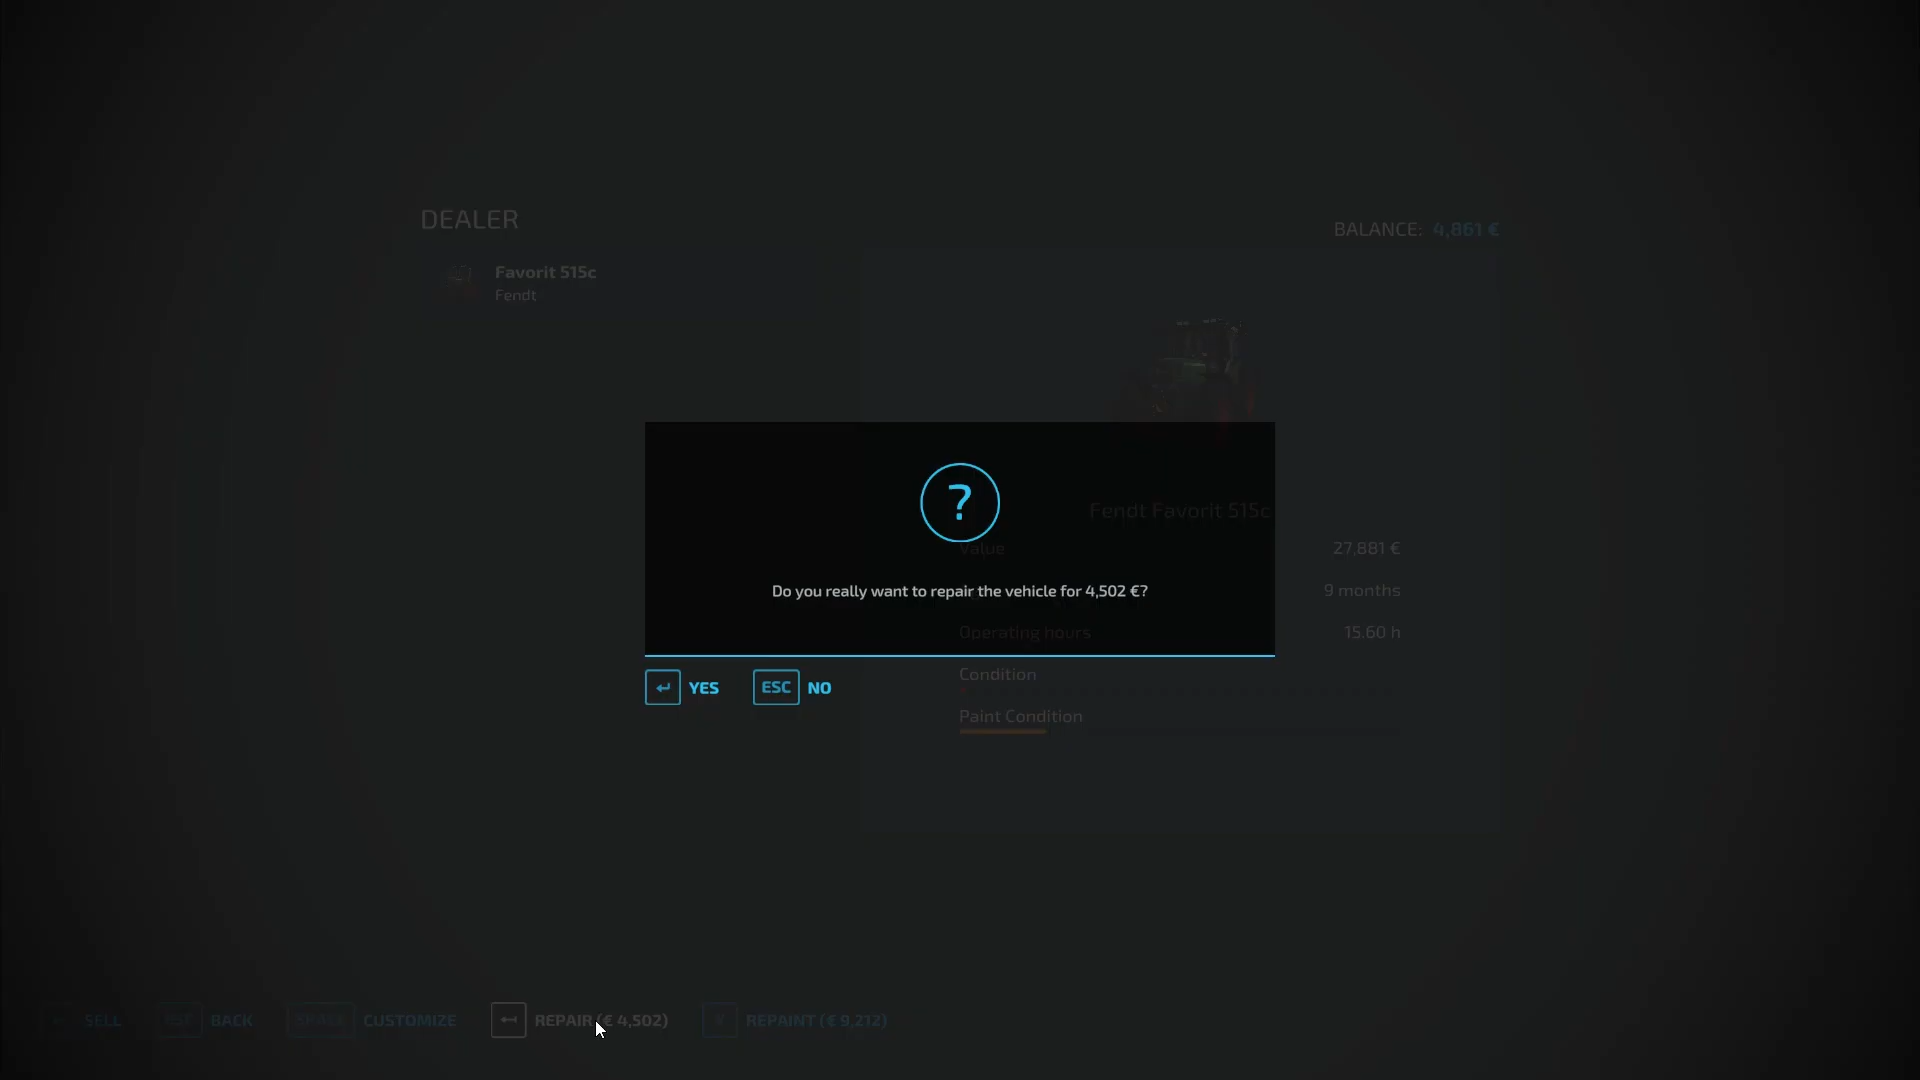 DEALER
BALANCE: 4,861 €
Favorit 515c
Fendt
?
Fendt Favorit 515c
Value 27,881 €
Do you really want to repair the vehicle for 4,502 €?
9 months
Operating hours 15.60 h
Condition
↵ YES ESC NO
Paint Condition
SELL ESC BACK SPACE CUSTOMIZE REPAIR (€ 4,502) REPAINT (€ 9,212)